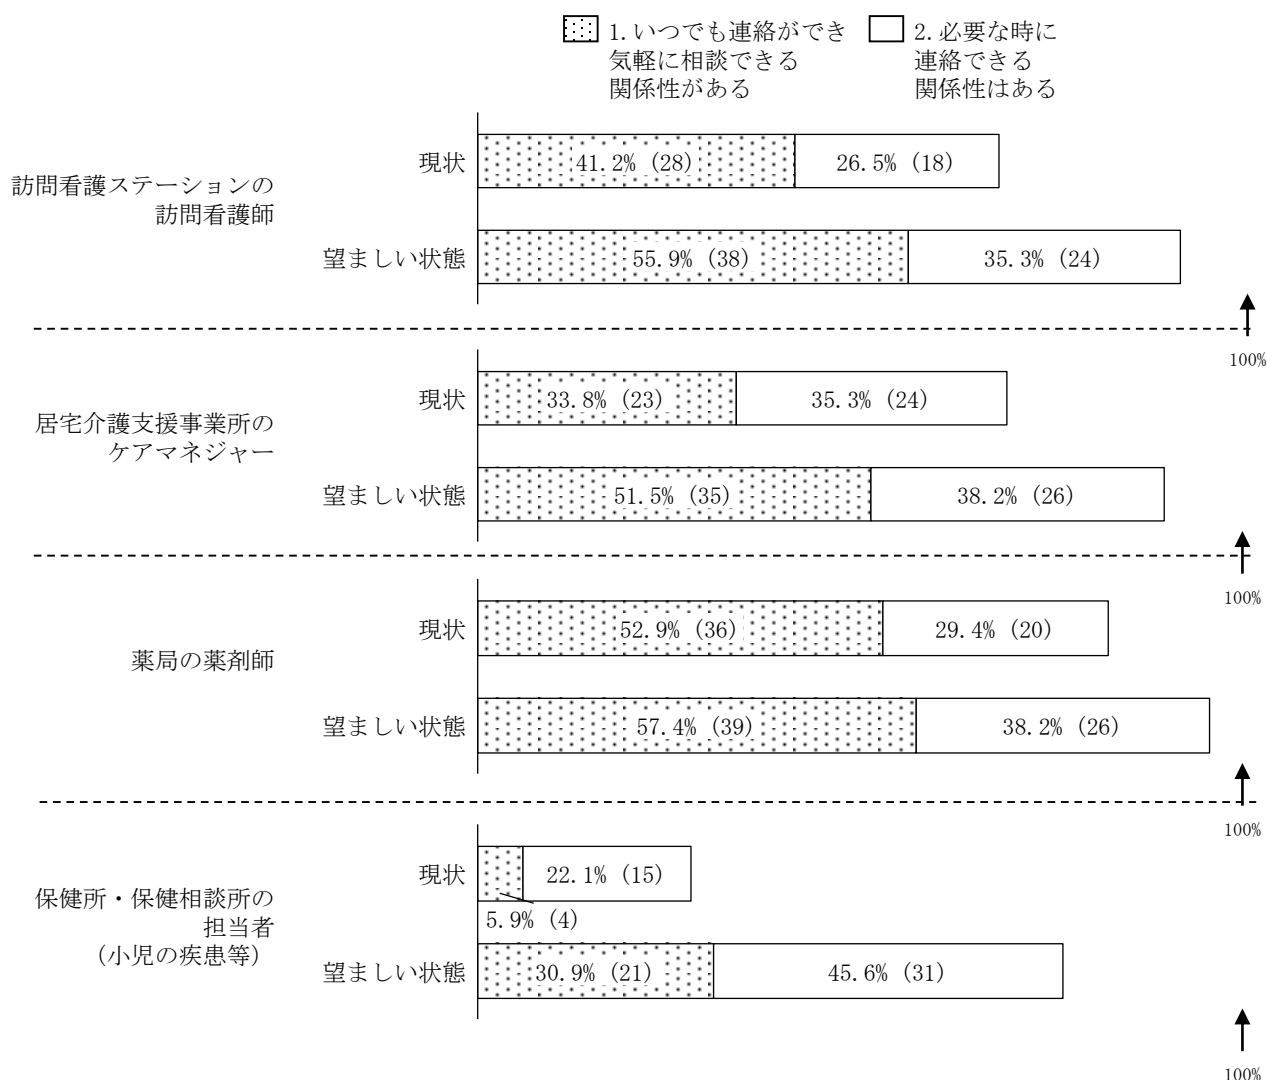 1.いつでも連絡ができ
気軽に相談できる
関係性がある
2.必要な時に
連絡できる
関係性はある
訪問看護ステーションの
訪問看護師
現状
41.2% (28)
26.5% (18)
望ましい状態
55.9% (38)
35.3% (24)
100%
居宅介護支援事業所の
ケアマネジャー
現状
33.8% (23)
35.3% (24)
望ましい状態
51.5% (35)
38.2% (26)
100%
薬局の薬剤師
現状
52.9% (36)
29.4% (20)
望ましい状態
57.4% (39)
38.2% (26)
100%
保健所・保健相談所の
担当者
(小児の疾患等)
現状
5.9% (4)
22.1% (15)
望ましい状態
30.9% (21)
45.6% (31)
100%